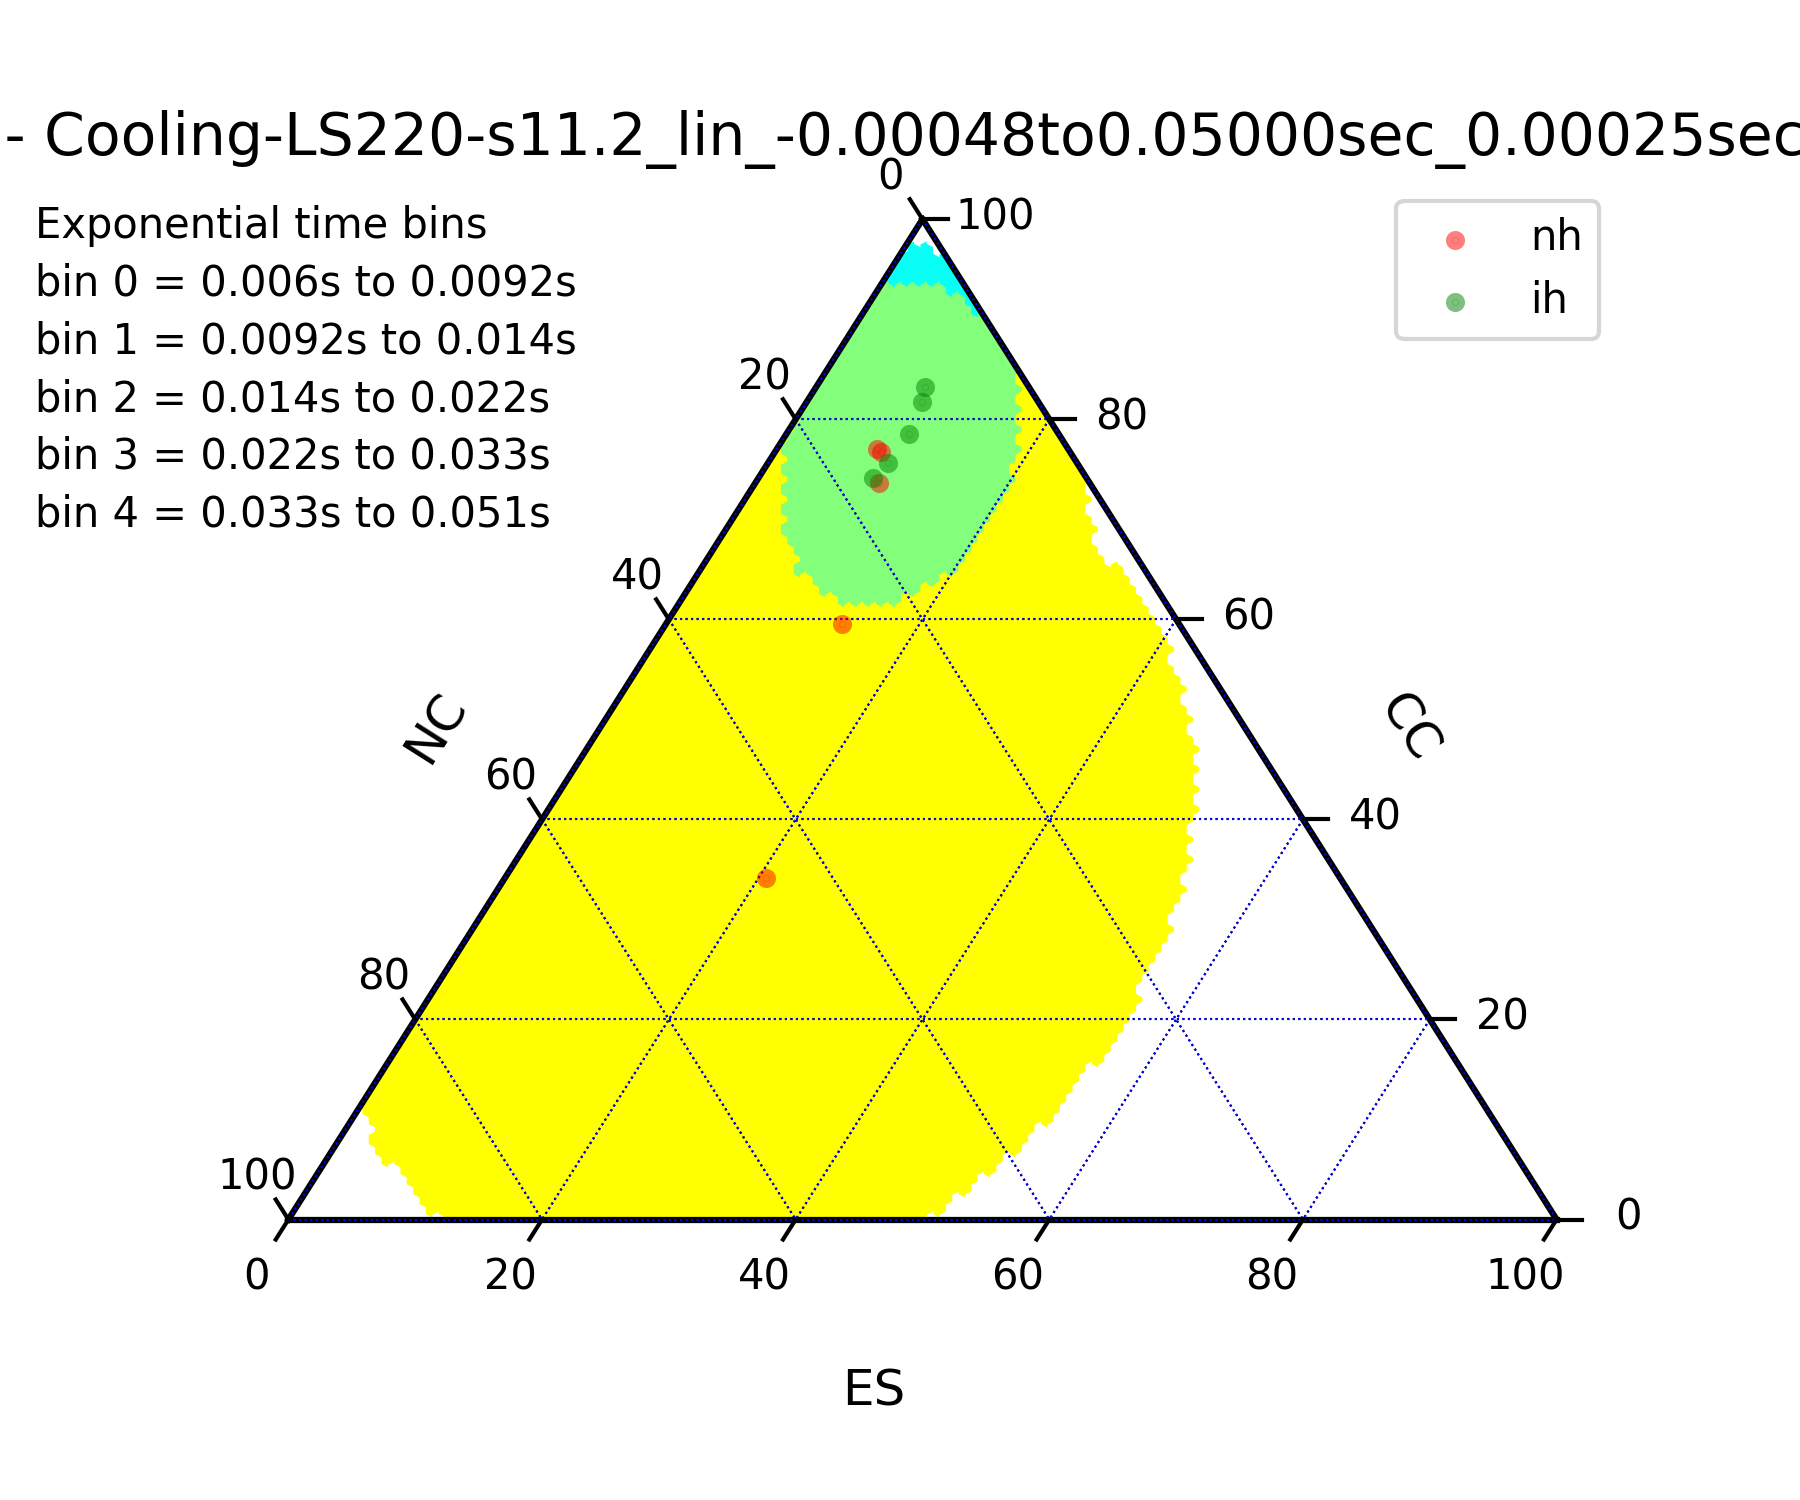 - Cooling-LS220-s11.2_lin_-0.00048to0.05000sec_0.00025sec
Exponential time bins
bin 0 = 0.006s to 0.0092s
bin 1 = 0.0092s to 0.014s
bin 2 = 0.014s to 0.022s
bin 3 = 0.022s to 0.033s
bin 4 = 0.033s to 0.051s
nh
ih
0
20
40
60
80
100
NC
100
80
60
40
20
0
CC
0
20
40
60
80
100
ES